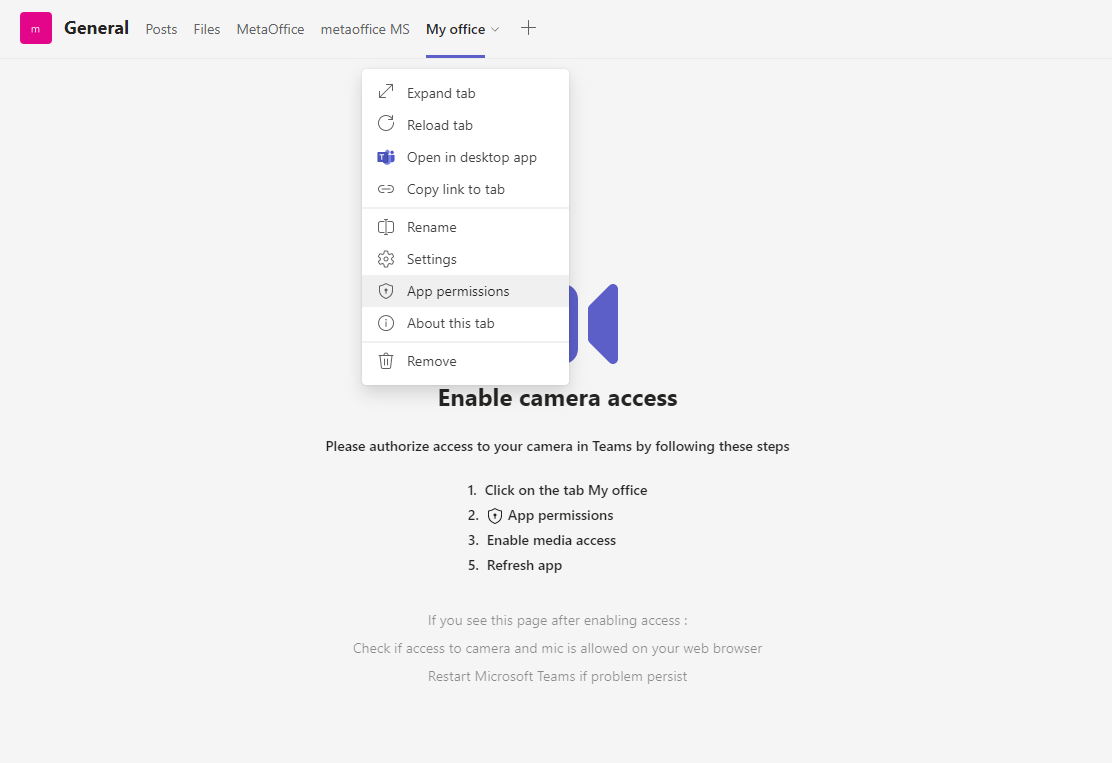 m General Posts Files MetaOffice metaoffice MS My office
Expand tab
Reload tab
Open in desktop app
Copy link to tab
Rename
Settings
App permissions
About this tab
Remove
Enable camera access
Please authorize access to your camera in Teams by following these steps
1. Click on the tab My office
2. App permissions
3. Enable media access
5. Refresh app
If you see this page after enabling access :
Check if access to camera and mic is allowed on your web browser
Restart Microsoft Teams if problem persist